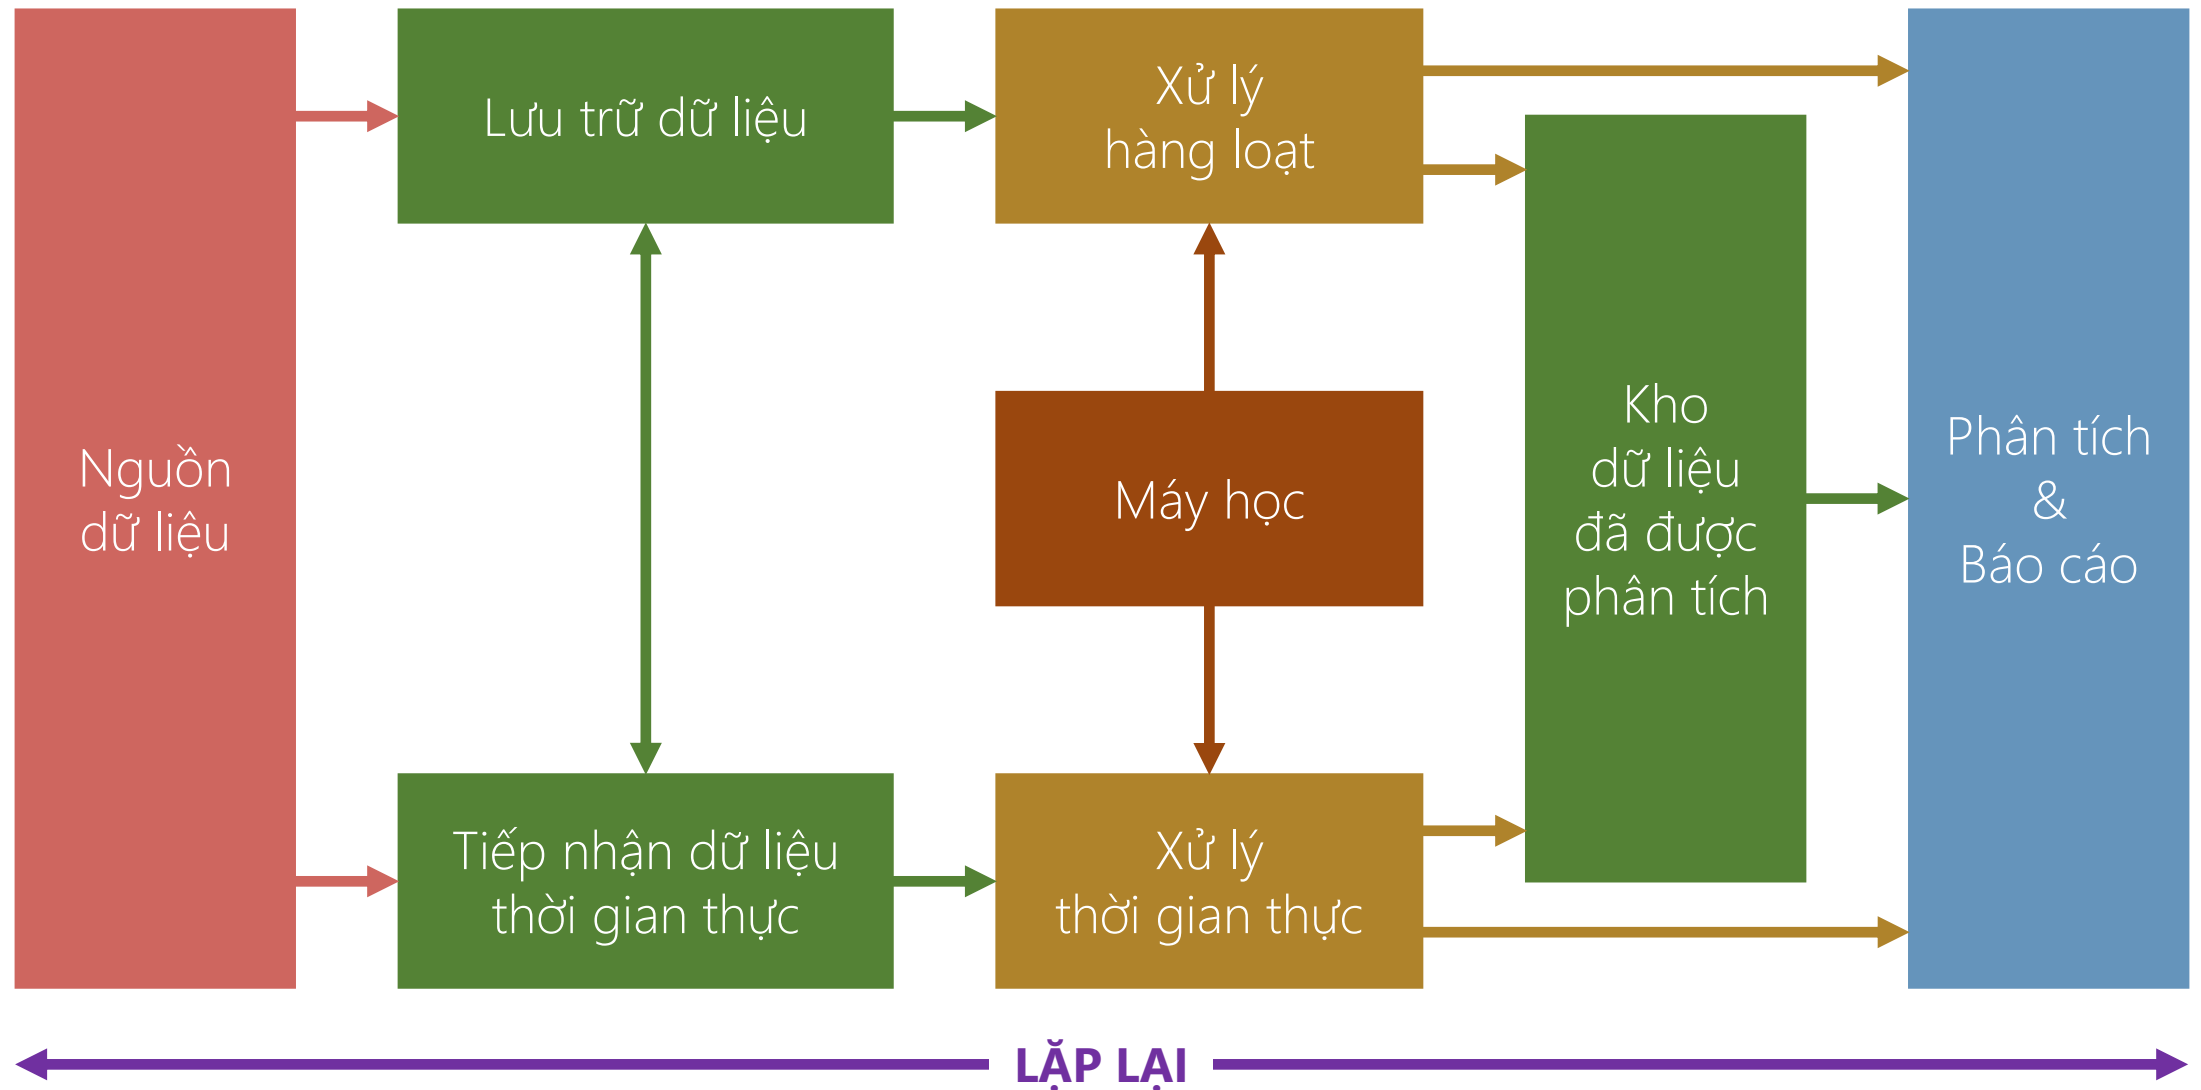 Nguồn
dữ liệu
Lưu trữ dữ liệu
Tiếp nhận dữ liệu
thời gian thực
Xử lý
hàng loạt
Máy học
Xử lý
thời gian thực
Kho
dữ liệu
đã được
phân tích
Phân tích
&
Báo cáo
LẶP LẠI